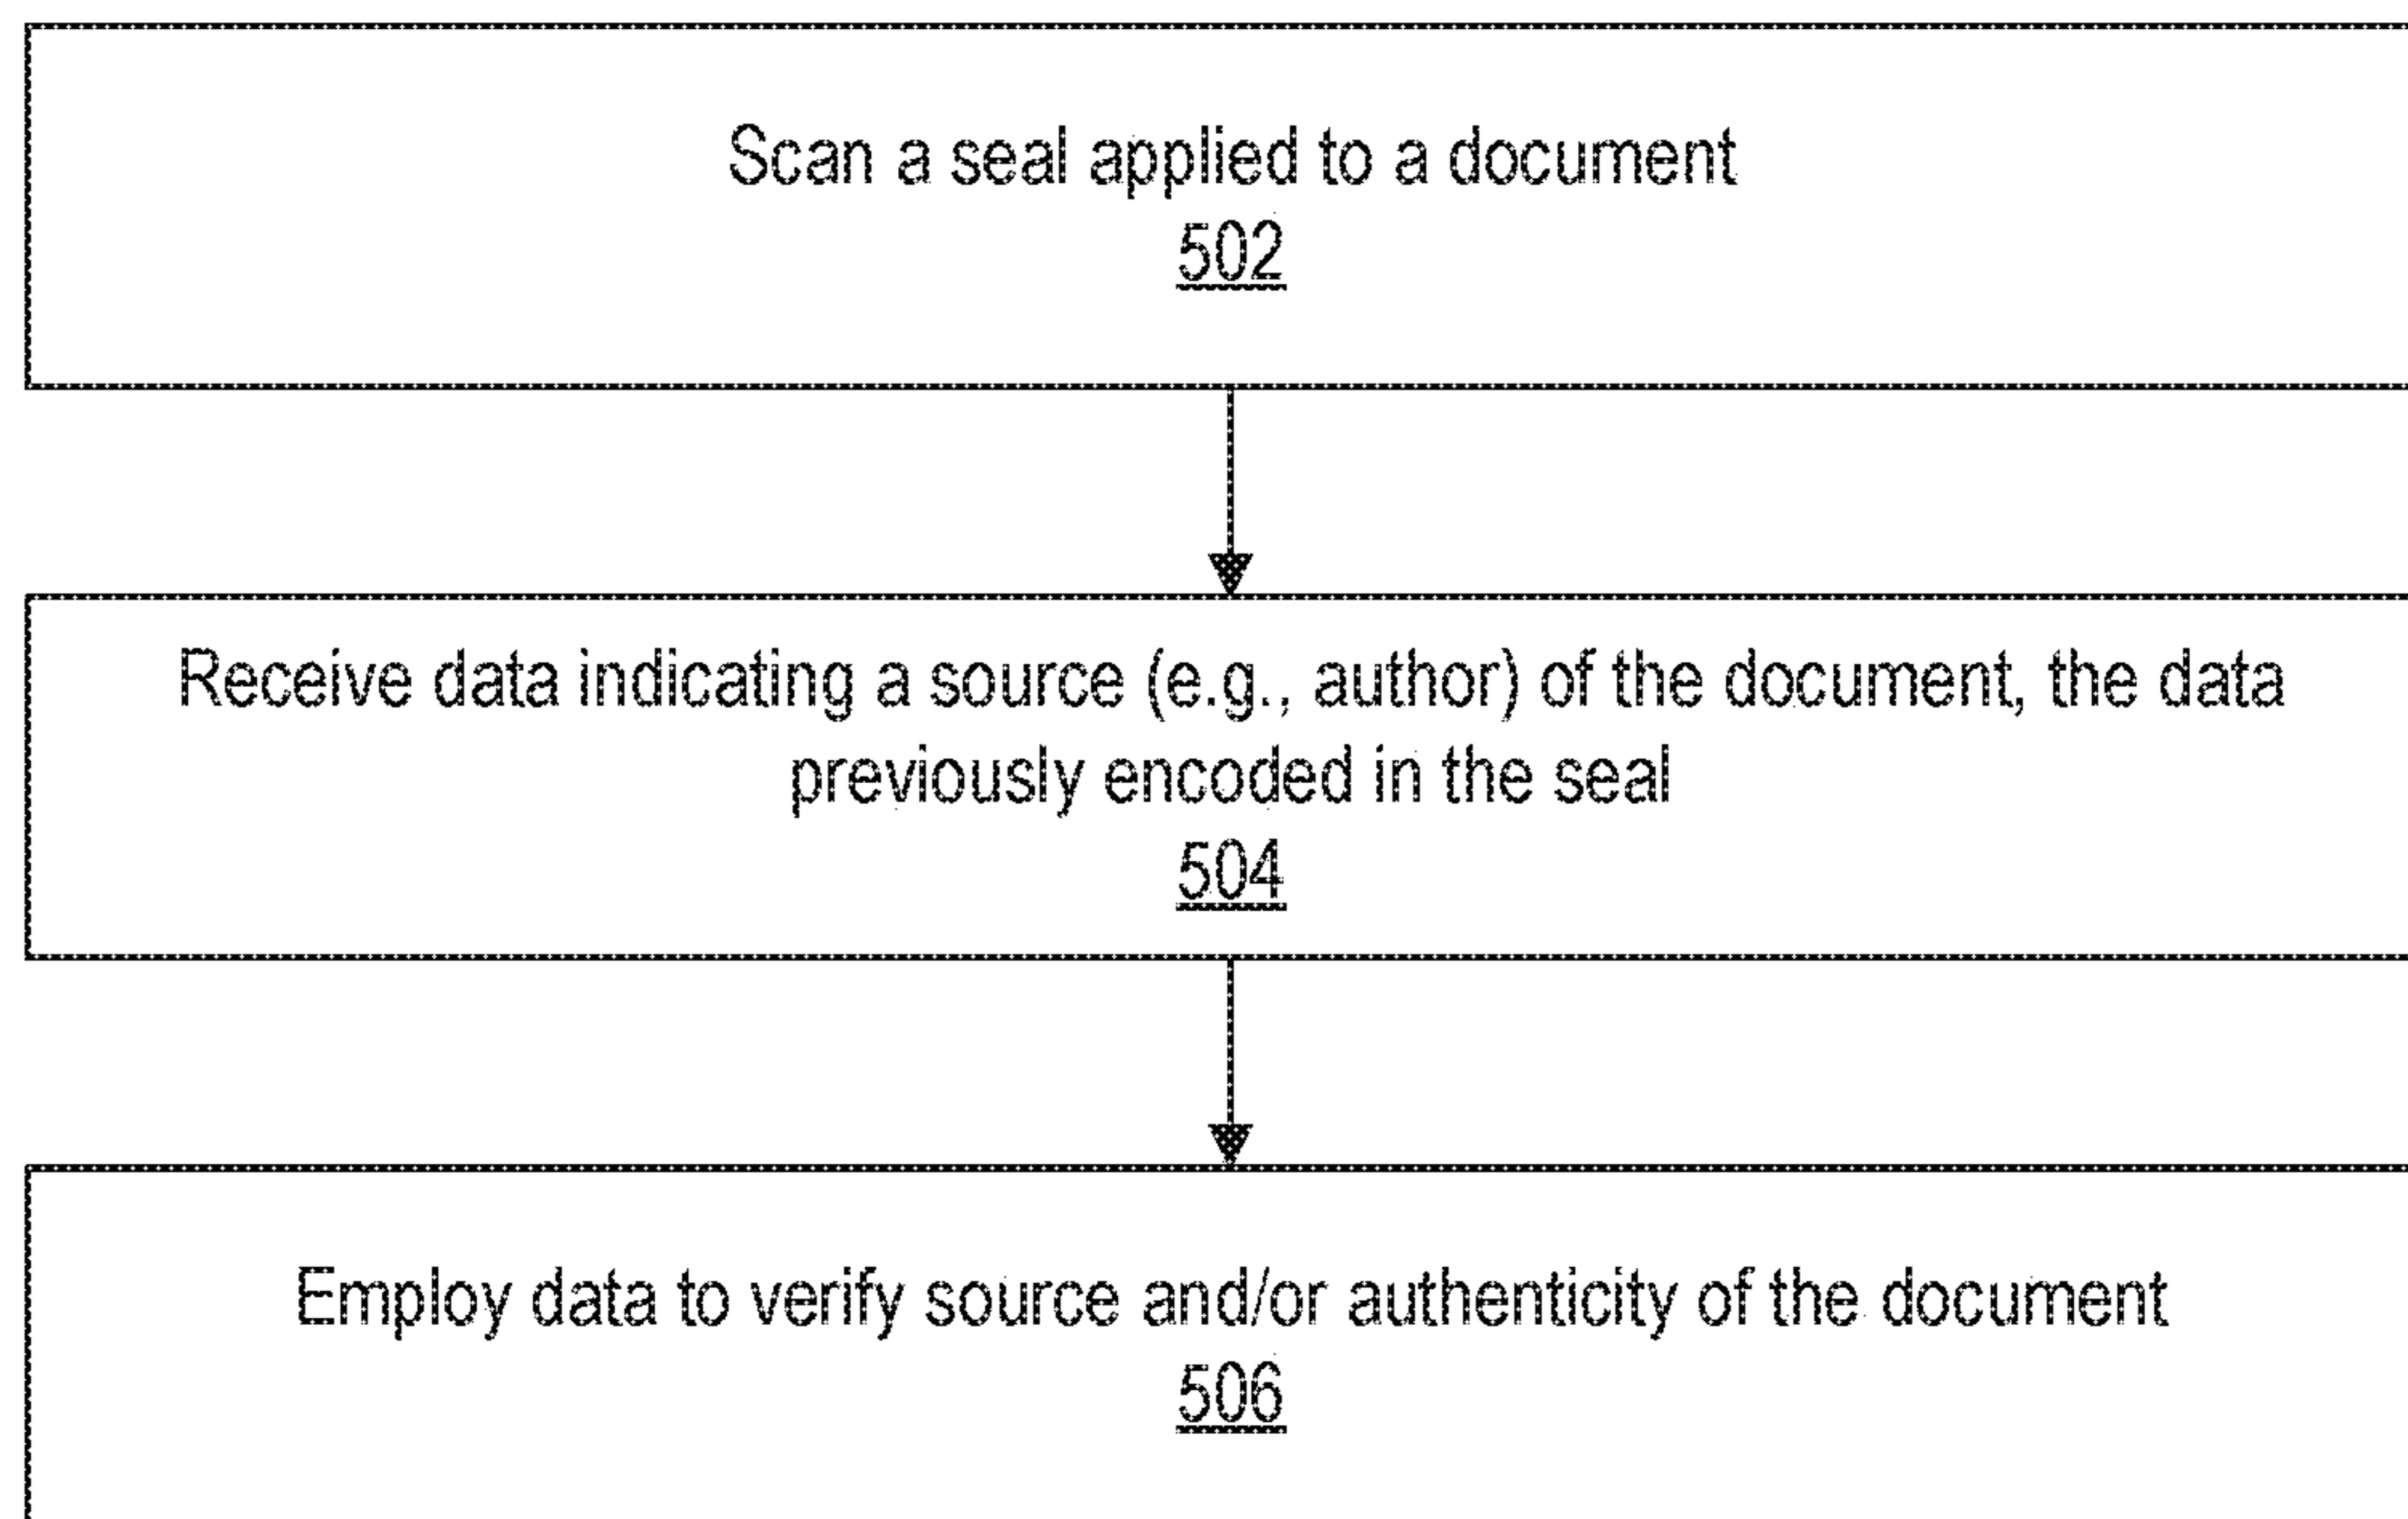 Scan a seal applied to a document
502
Receive data indicating a source (e.g., author) of the document, the data
previously encoded in the seal
504
Employ data to verify source and/or authenticity of the document
506